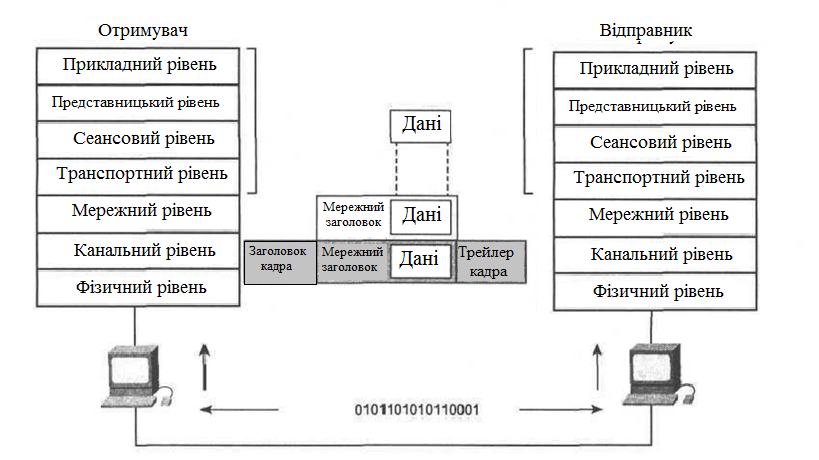 Отримувач
Прикладний рівень
Представницький рівень
Сеансовий рівень
Транспортний рівень
Мережний рівень
Канальний рівень
Фізичний рівень
Дані
Мережний
заголовок
Дані
Заголовок
кадра
Мережний
заголовок
Дані
Трейлер
кадра
Відправник
Прикладний рівень
Представницький рівень
Сеансовий рівень
Транспортний рівень
Мережний рівень
Канальний рівень
Фізичний рівень
0101101010110001